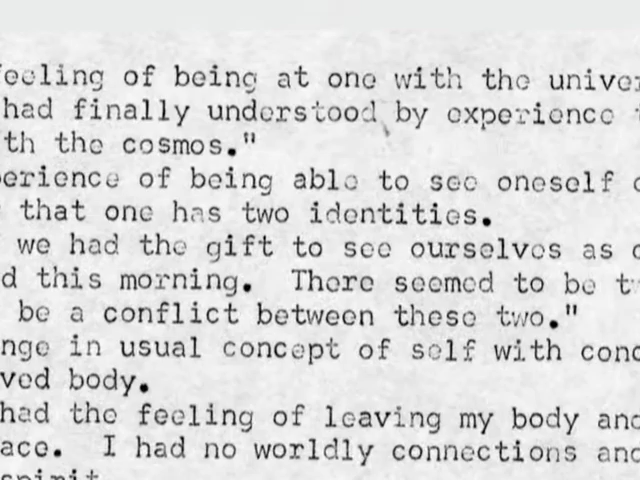 feeling of being at one with the univer
had finally understood by experience
th the cosmos."
erience of being able to see oneself
that one has two identities.
we had the gift to see ourselves as
d this morning.  There seemed to be t
be a conflict between these two."
nge in usual concept of self with conc
ved body.
had the feeling of leaving my body and
ace.  I had no worldly connections and
spirit